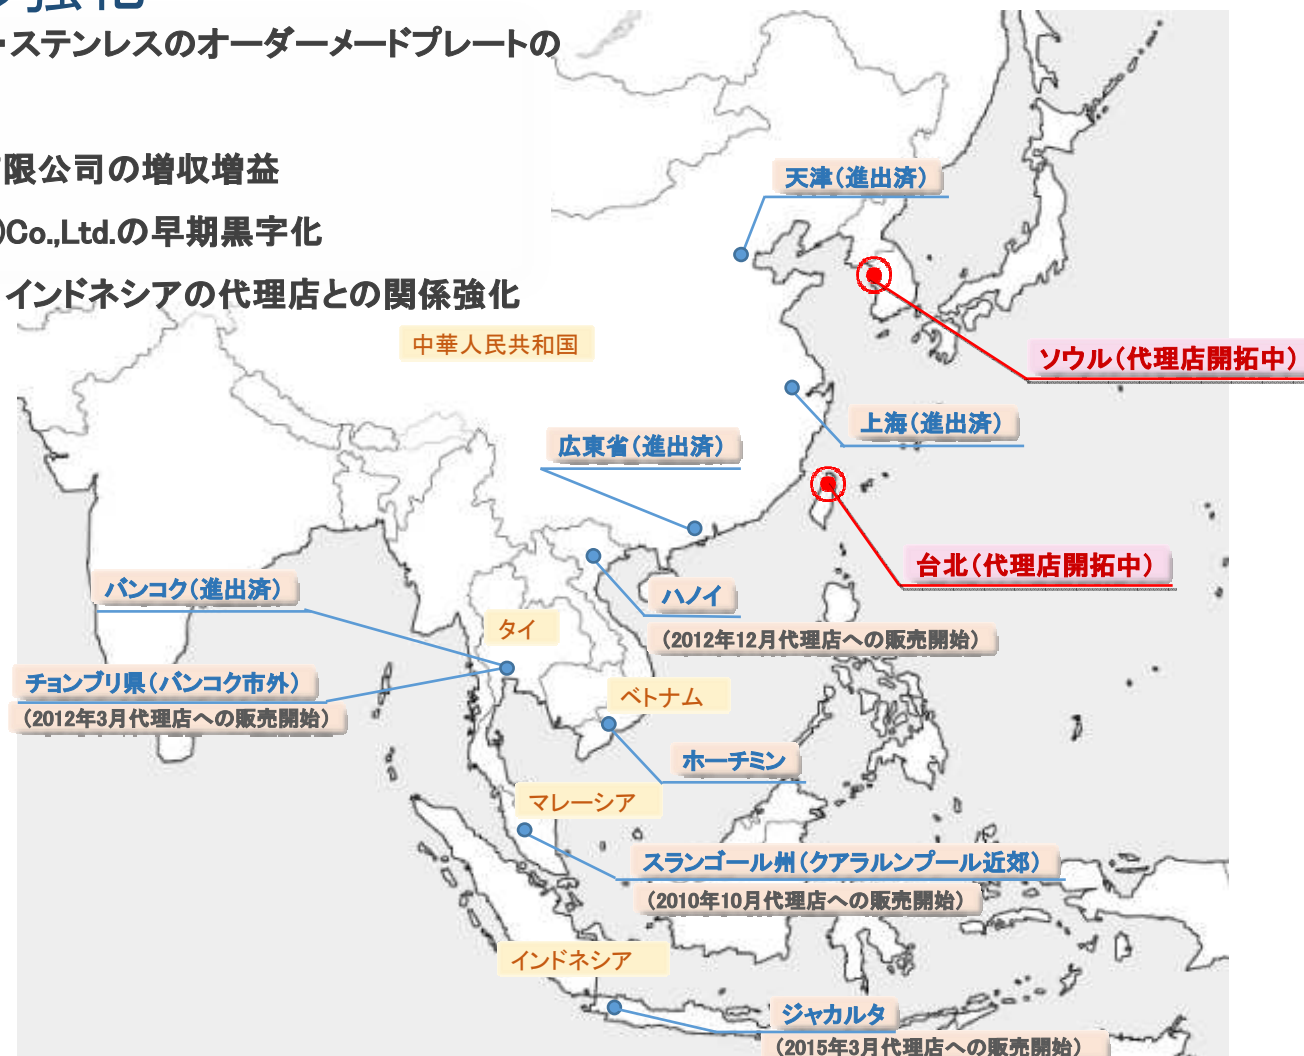 強化
・ステンレスのオーダーメードプレートの
限公司の増収増益
)Co.,Ltd.の早期黒字化
インドネシアの代理店との関係強化
天津(進出済)
中華人民共和国
ソウル(代理店開拓中)
上海(進出済)
広東省(進出済)
台北(代理店開拓中)
バンコク(進出済)
ハノイ
(2012年12月代理店への販売開始)
タイ
チョンブリ県(バンコク市外)
(2012年3月代理店への販売開始)
ベトナム
ホーチミン
マレーシア
スランゴール州(クアラルンプール近郊)
(2010年10月代理店への販売開始)
インドネシア
ジャカルタ
(2015年3月代理店への販売開始)